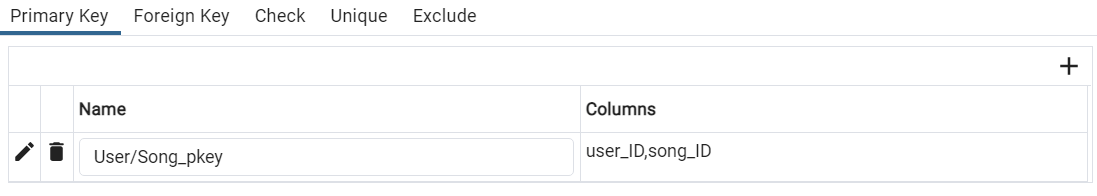 Primary Key Foreign Key Check Unique Exclude
Name Columns
User/Song_pkey user_ID,song_ID